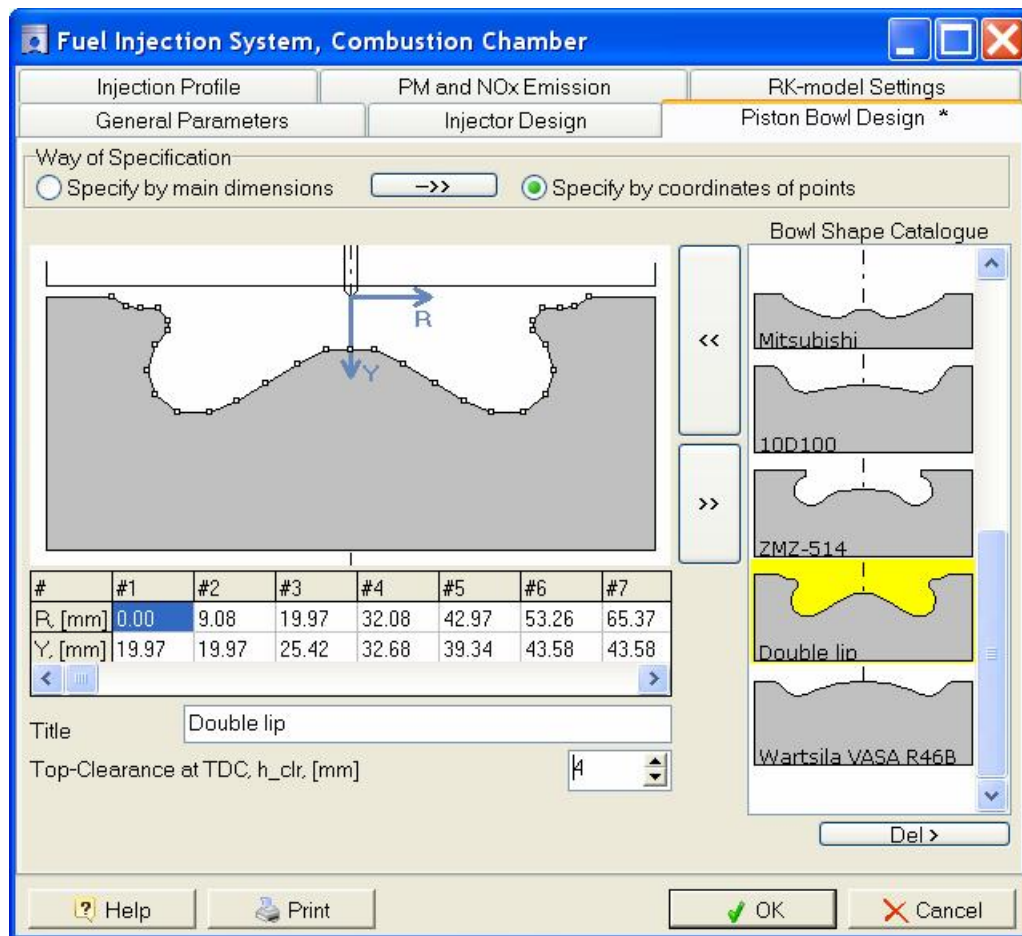 Fuel Injection System, Combustion Chamber
Injection Profile PM and NOx Emission RK-model Settings
General Parameters Injector Design Piston Bowl Design *
Way of Specification
Specify by main dimensions –>> Specify by coordinates of points
Bowl Shape Catalogue
R
Y
<<
>>
Mitsubishi
10D100
ZMZ-514
Double lip
Wartsila VASA R46B
# #1 #2 #3 #4 #5 #6 #7
R, [mm] 0.00 9.08 19.97 32.08 42.97 53.26 65.37
Y, [mm] 19.97 19.97 25.42 32.68 39.34 43.58 43.58
Title Double lip
Top-Clearance at TDC, h_clr, [mm] 4
Del >
Help Print OK Cancel